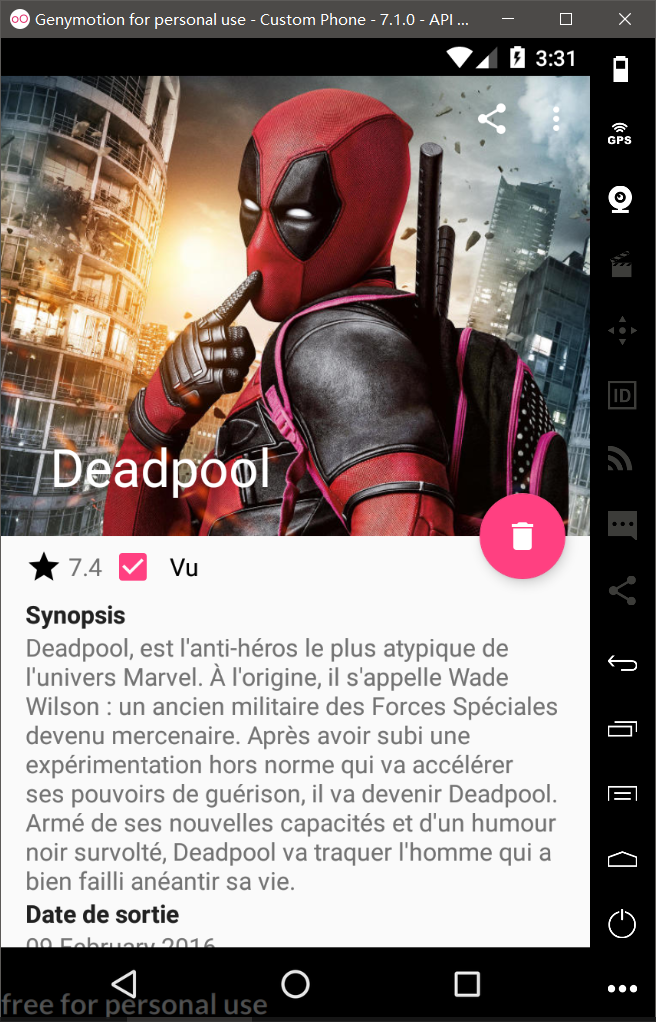 Genymotion for personal use - Custom Phone - 7.1.0 - API ...
3:31
GPS
ID
Deadpool
7.4 Vu
Synopsis
Deadpool, est l'anti-héros le plus atypique de
l'univers Marvel. À l'origine, il s'appelle Wade
Wilson : un ancien militaire des Forces Spéciales
devenu mercenaire. Après avoir subi une
expérimentation hors norme qui va accélérer
ses pouvoirs de guérison, il va devenir Deadpool.
Armé de ses nouvelles capacités et d'un humour
noir survolté, Deadpool va traquer l'homme qui a
bien failli anéantir sa vie.
Date de sortie
09 February 2016
free for personal use